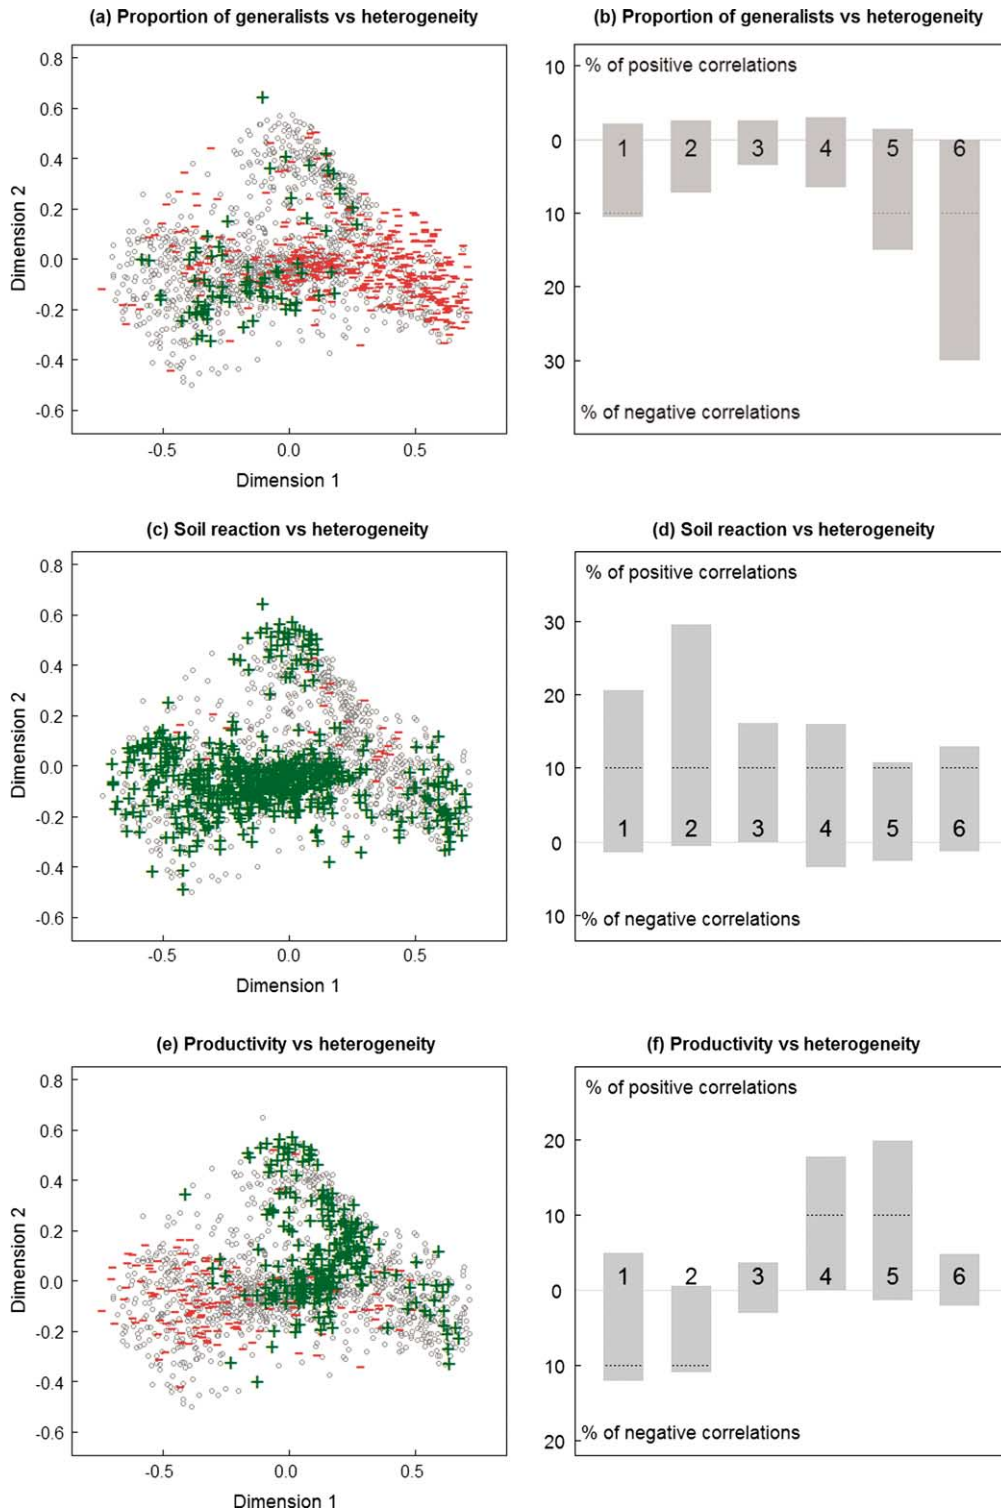 (a) Proportion of generalists vs heterogeneity
0.8
0.6
0.4
0.2
0.0
-0.2
-0.4
-0.6
Dimension 2
-0.5 0.0 0.5
Dimension 1
(b) Proportion of generalists vs heterogeneity
% of positive correlations
10
0
10
20
30
1 2 3 4 5 6
% of negative correlations
(c) Soil reaction vs heterogeneity
0.8
0.6
0.4
0.2
0.0
-0.2
-0.4
-0.6
Dimension 2
-0.5 0.0 0.5
Dimension 1
(d) Soil reaction vs heterogeneity
% of positive correlations
30
20
10
0
10
1 2 3 4 5 6
% of negative correlations
(e) Productivity vs heterogeneity
0.8
0.6
0.4
0.2
0.0
-0.2
-0.4
-0.6
Dimension 2
-0.5 0.0 0.5
Dimension 1
(f) Productivity vs heterogeneity
% of positive correlations
20
10
0
10
20
1 2 3 4 5 6
% of negative correlations